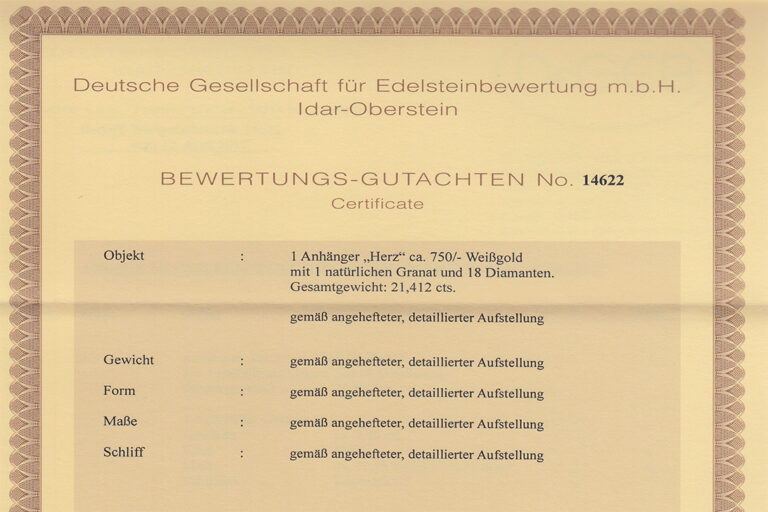 Deutsche Gesellschaft für Edelsteinbewertung m.b.H.
Idar-Oberstein
BEWERTUNGS-GUTACHTEN No. 14622
Certificate
Objekt : 1 Anhänger „Herz“ ca. 750/- Weißgold
mit 1 natürlichen Granat und 18 Diamanten.
Gesamtgewicht: 21,412 cts.
gemäß angehefteter, detaillierter Aufstellung
Gewicht : gemäß angehefteter, detaillierter Aufstellung
Form : gemäß angehefteter, detaillierter Aufstellung
Maße : gemäß angehefteter, detaillierter Aufstellung
Schliff : gemäß angehefteter, detaillierter Aufstellung